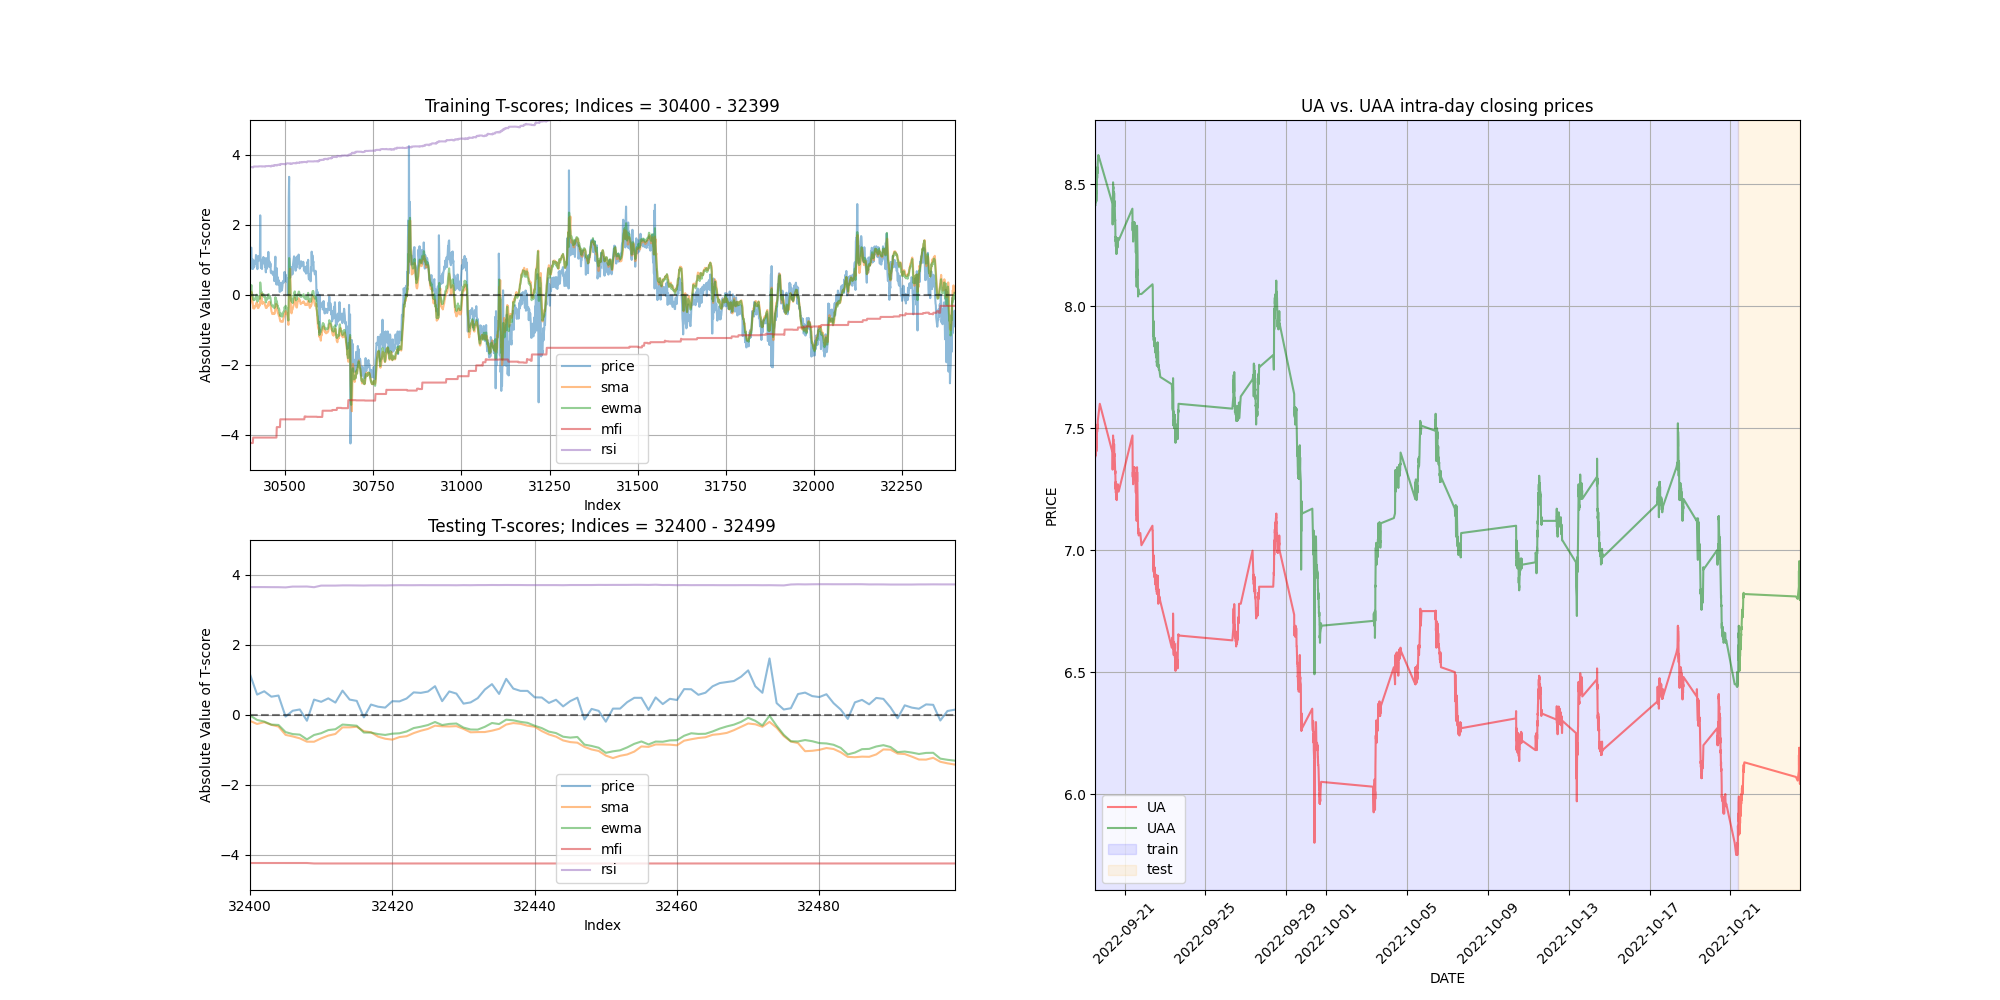 Training T-scores; Indices = 30400 - 32399
Absolute Value of T-score
4
2
0
−2
−4
price
sma
ewma
mfi
rsi
30500 30750 31000 31250 31500 31750 32000 32250
Index
Testing T-scores; Indices = 32400 - 32499
Absolute Value of T-score
4
2
0
−2
−4
price
sma
ewma
mfi
rsi
32400 32420 32440 32460 32480
Index
UA vs. UAA intra-day closing prices
PRICE
8.5
8.0
7.5
7.0
6.5
6.0
UA
UAA
train
test
2022-09-21 2022-09-25 2022-09-29 2022-10-01 2022-10-05 2022-10-09 2022-10-13 2022-10-17 2022-10-21
DATE